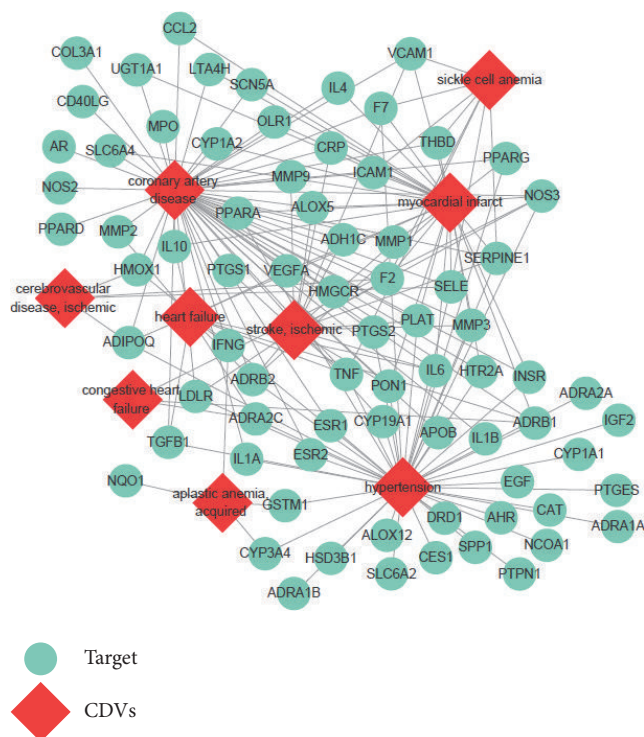 CCL2
COL3A1
VCAM1
UGT1A1
LTA4H
sickle cell anemia
SCN5A
IL4
CD40LG
F7
OLR1
MPO
THBD
AR
SLC6A4
CYP1A2
CRP
PPARG
coronary artery
disease
MMP9
ICAM1
NOS2
myocardial infarct
NOS3
PPARA
ALOX5
PPARD
MMP2
ADH1C
IL10
MMP1
SERPINE1
HMOX1
PTGS1
VEGFA
F2
cerebrovascular
disease, ischemic
HMGCR
SELE
heart failure
stroke, ischemic
PTGS2
PLAT
MMP3
ADIPOQ
IFNG
TNF
IL6
HTR2A
INSR
ADRB2
PON1
LDLR
ADRA2A
congestive heart
failure
ADRA2C
ESR1
CYP19A1
APOB
IL1B
ADRB1
IGF2
TGFB1
IL1A
ESR2
CYP1A1
NQO1
aplastic anemia,
acquired
hypertension
EGF
PTGES
GSTM1
DRD1
AHR
CAT
ADRA1A
CYP3A4
HSD3B1
ALOX12
CES1
SPP1
NCOA1
SLC6A2
PTPN1
ADRA1B
Target
CDVs